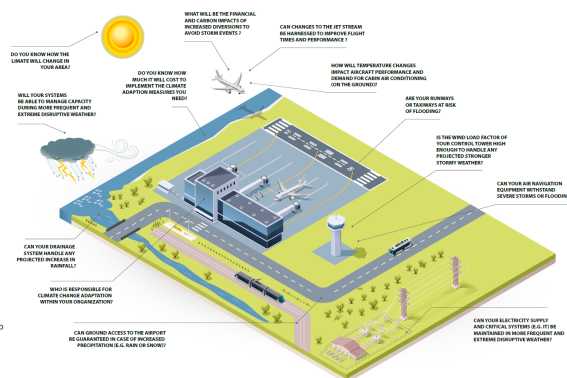 WHAT WILL BE THE FINANCIAL
AND CARBON IMPACTS OF
INCREASED DIVERSIONS TO
AVOID STORM EVENTS ?
CAN CHANGES TO THE JET STREAM
BE HARNESSED TO IMPROVE FLIGHT
TIMES AND PERFORMANCE ?
DO YOU KNOW HOW THE
LIMATE WILL CHANGE IN
YOUR AREA?
DO YOU KNOW HOW
MUCH IT WILL COST TO
IMPLEMENT THE CLIMATE
ADAPTION MEASURES YOU
NEED?
HOW WILL TEMPERATURE CHANGES
IMPACT AIRCRAFT PERFORMANCE AND
DEMAND FOR CABIN AIR CONDITIONING
(ON THE GROUND)?
WILL YOUR SYSTEMS
BE ABLE TO MANAGE CAPACITY
DURING MORE FREQUENT AND
EXTREME DISRUPTIVE WEATHER?
ARE YOUR RUNWAYS
OR TAXIWAYS AT RISK
OF FLOODING?
IS THE WIND LOAD FACTOR OF
YOUR CONTROL TOWER HIGH
ENOUGH TO HANDLE ANY
PROJECTED STRONGER
STORMY WEATHER?
CAN YOUR AIR NAVIGATION
EQUIPMENT WITHSTAND
SEVERE STORMS OR FLOODIN
CAN YOUR DRAINAGE
SYSTEM HANDLE ANY
PROJECTED INCREASE IN
RAINFALL?
WHO IS RESPONSIBLE FOR
CLIMATE CHANGE ADAPTATION
WITHIN YOUR ORGANIZATION?
CAN GROUND ACCESS TO THE AIRPORT
BE GUARANTEED IN CASE OF INCREASED
PRECIPITATION (E.G. RAIN OR SNOW)?
CAN YOUR ELECTRICITY SUPPLY
AND CRITICAL SYSTEMS (E.G. IT) BE
MAINTAINED IN MORE FREQUENT AND
EXTREME DISRUPTIVE WEATHER?